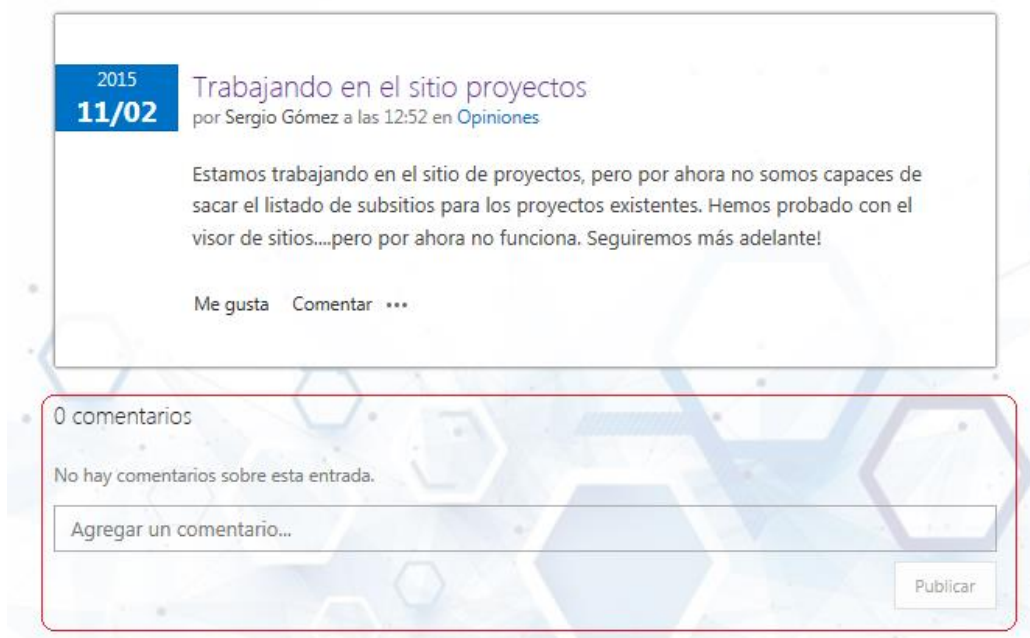 2015
11/02
Trabajando en el sitio proyectos
por Sergio Gómez a las 12:52 en Opiniones
Estamos trabajando en el sitio de proyectos, pero por ahora no somos capaces de
sacar el listado de subsitios para los proyectos existentes. Hemos probado con el
visor de sitios....pero por ahora no funciona. Seguiremos más adelante!
Me gusta Comentar •••
0 comentarios
No hay comentarios sobre esta entrada.
Agregar un comentario...
Publicar